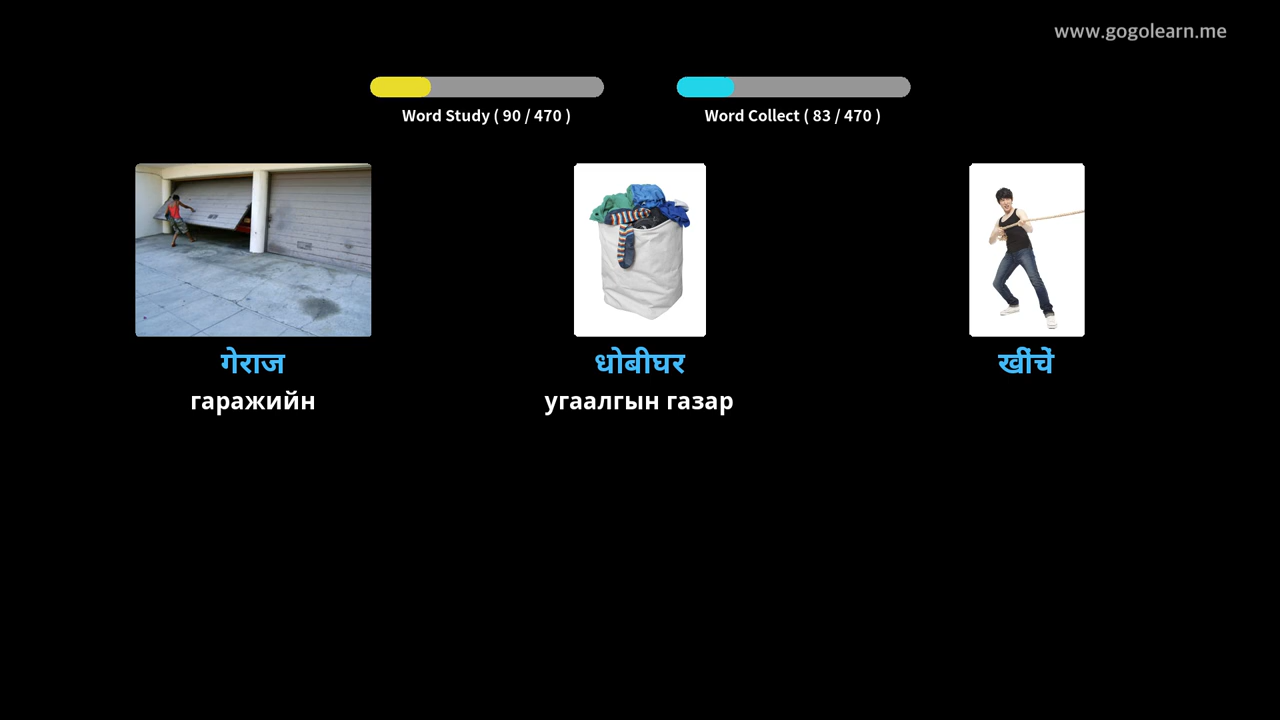 www.gogolearn.me
Word Study ( 90 / 470 )
Word Collect ( 83 / 470 )
गेराज
धोबीघर
खींचें
гаражийн
угаалгын газар